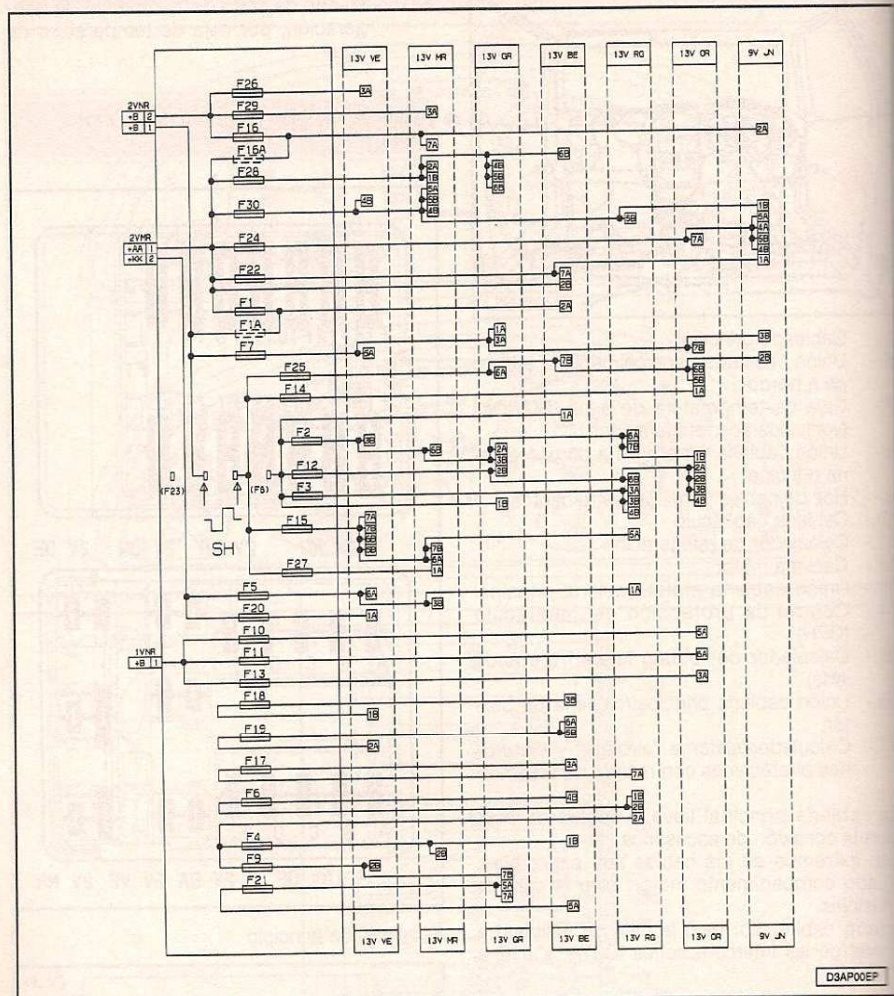 13V VE 13V MR 13V GR 13V BE 13V RG 13V OR 9V JN
F26 3A
2VNR
+B 2
+B 1
F29 3A
F16 2A
7A
F16A
6B
2A 4B
F28 1B 5B
5A 6B
4B 5B 1B
F30 4B 5B 5A
2VMR
+AA 1
+KK 2
4A
F24 7A 5B
4B
1A
F22 7A
2B
F1 2A
F1A 1A
3A 3B
F7 5A 7B
F25 6A 7B 6B 2B
5B
F14 1A
1A
F2 3B 6A
5B 2A 7B
3B 1B
F12 2B 2A
(F23) (F8) 6B 2B
F3 3A 3B
3B 4B
1B 4B
SH
F15 7A
7B 5A
6B 7B
6A
F27 1A
F5 6A 1A
3B
F20 1A
F10 5A
1VNR
+B 1
F11 6A
F13 3A
F18 3B
1B
F19 6A
5B
2A
F17 3A
7A
F6 4B 1B
2B
2A
F4 1B
2B
F9 2B
7B
F21 5A
7A
5A
13V VE 13V MR 13V GR 13V BE 13V RG 13V OR 9V JN
D3AP00EP